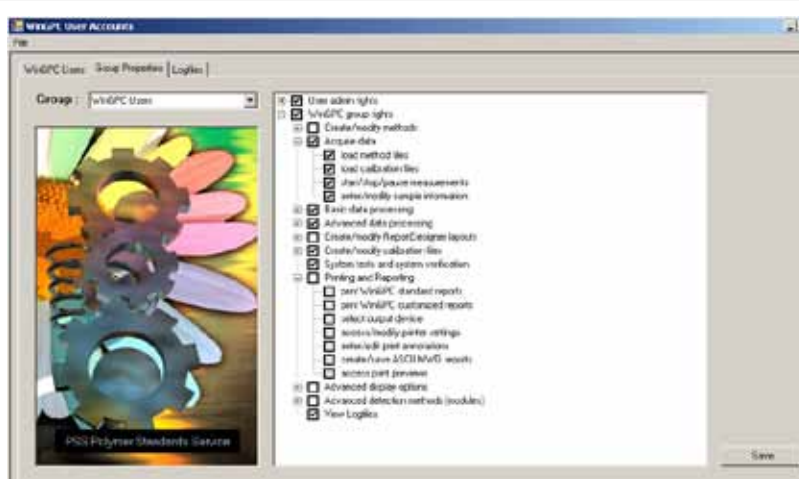 WinGPC User Accounts
File
WinGPC Users
Group Properties
Logfiles
Group :
WinGPC Users
User admin rights
WinGPC group rights
Create/modify methods
Acquire data
load method files
load calibration files
start/stop/pause measurements
enter/modify sample information
Basic data processing
Advanced data processing
Create/modify ReportDesigner layouts
Create/modify calibration files
System tests and system verification
Printing and Reporting
print WinGPC standard reports
print WinGPC customized reports
select output device
access/modify printer settings
enter/edit print annotations
create/save ASCII MWD reports
access print previewer
Advanced display options
Advanced detection methods (modules)
View Logfiles
PSS Polymer Standards Service
Save